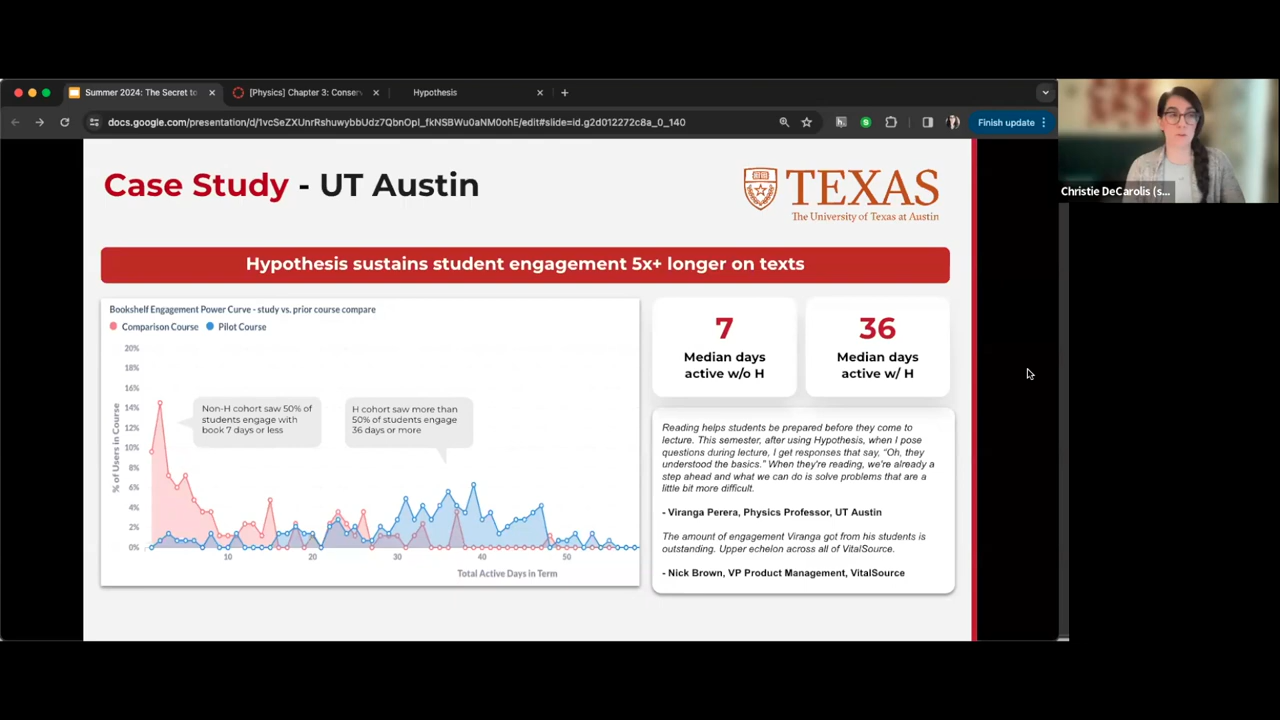 Summer 2024: The Secret to
[Physics] Chapter 3: Conser
Hypothesis
docs.google.com/presentation/d/1vcSeZXUnrRshuwybbUdz7QbnOpl_fkNSBWU0aNM0ohE/edit#slide=id.g2d012272c8a_0_140
Finish update
Christie DeCarolis (s...
Case Study - UT Austin
TEXAS
The University of Texas at Austin
Hypothesis sustains student engagement 5x+ longer on texts
Bookshelf Engagement Power Curve - study vs. prior course compare
Comparison Course
Pilot Course
20%
18%
16%
14%
12%
10%
8%
6%
4%
2%
0%
% of Users in Course
Non-H cohort saw 50% of
students engage with
book 7 days or less
H cohort saw more than
50% of students engage
36 days or more
10
20
30
40
50
Total Active Days in Term
7
Median days
active w/o H
36
Median days
active w/ H
Reading helps students be prepared before they come to
lecture. This semester, after using Hypothesis, when I pose
questions during lecture, I get responses that say, “Oh, they
understood the basics.” When they're reading, we're already a
step ahead and what we can do is solve problems that are a
little bit more difficult.
- Viranga Perera, Physics Professor, UT Austin
The amount of engagement Viranga got from his students is
outstanding. Upper echelon across all of VitalSource.
- Nick Brown, VP Product Management, VitalSource